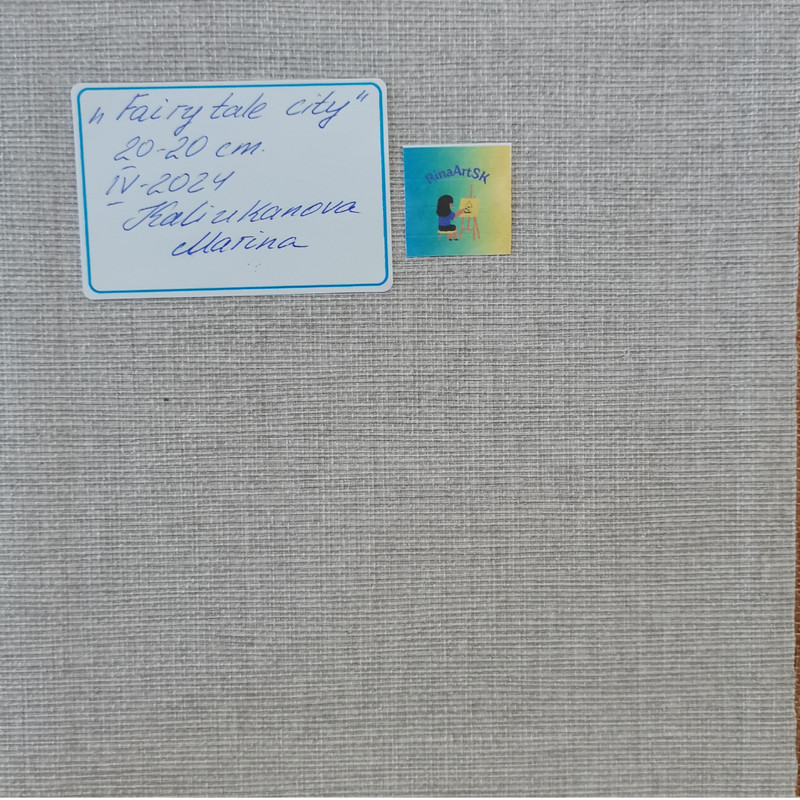 „Fairy tale city"
20-20 cm.
IV-2024
Kaliukanova
Marina
RinaArtSK